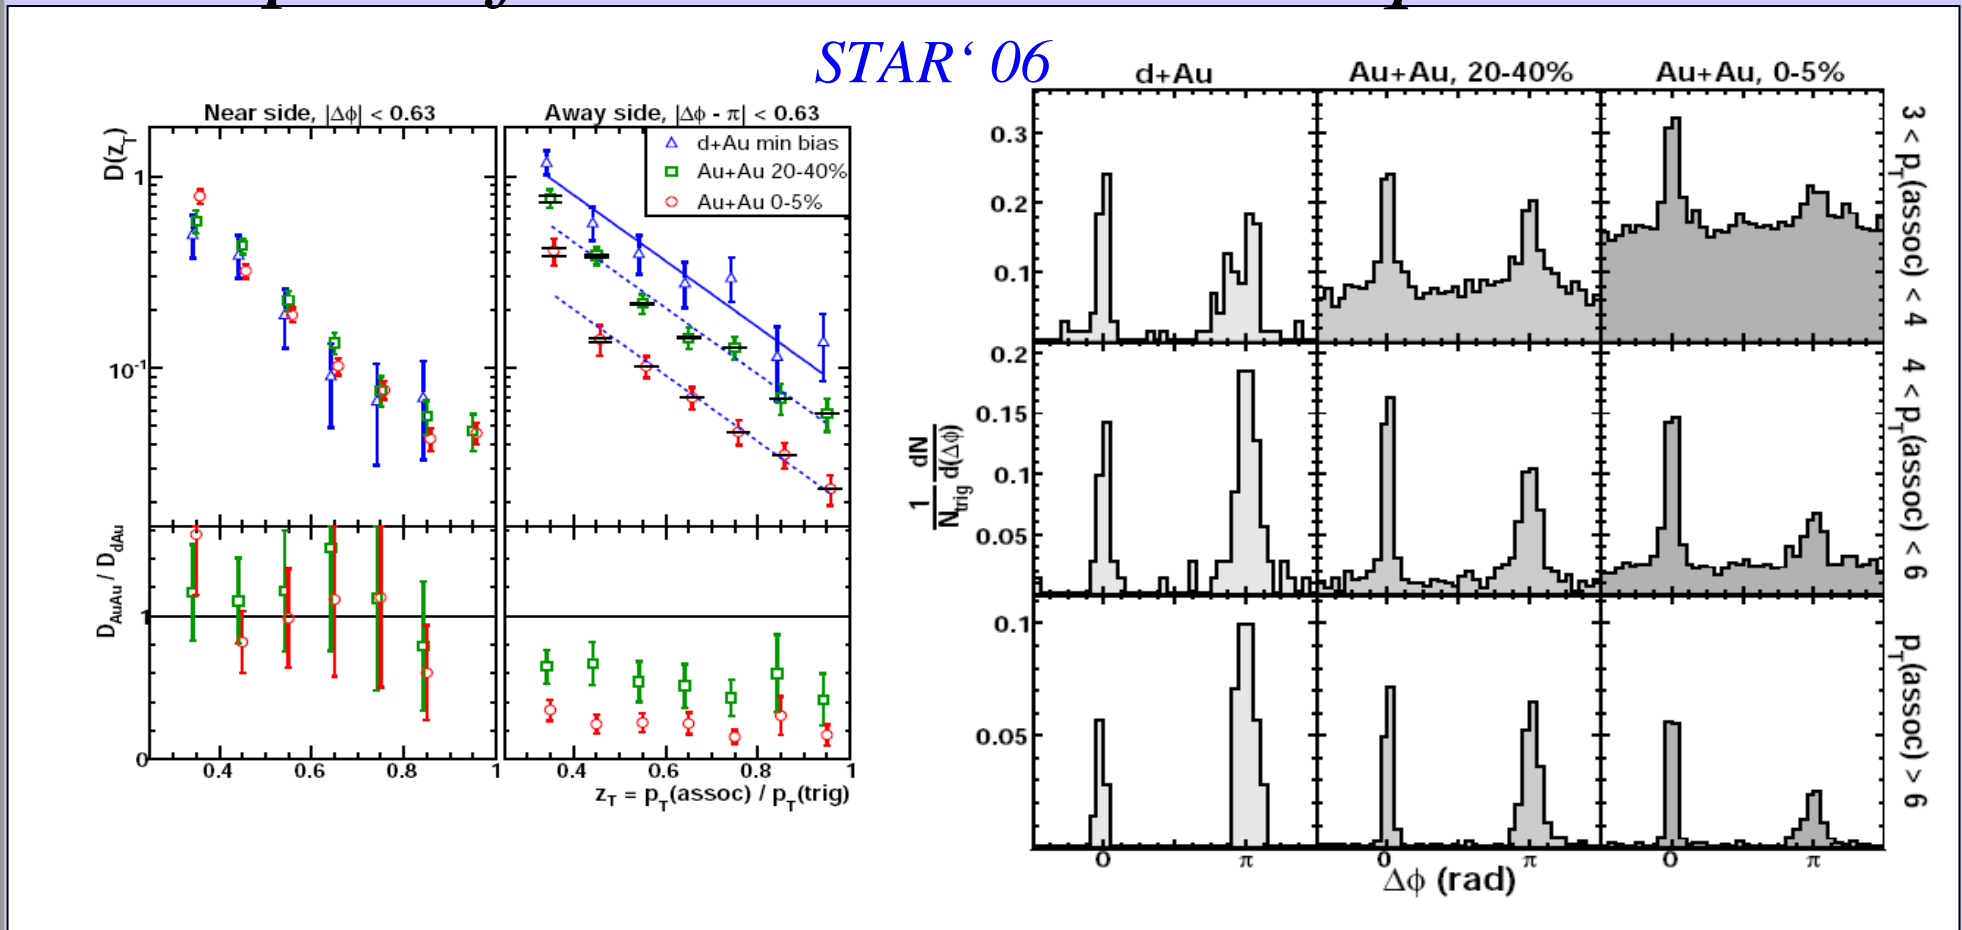 STAR‘ 06
Near side, |Δϕ| < 0.63
Away side, |Δϕ - π| < 0.63
d+Au min bias
Au+Au 20-40%
Au+Au 0-5%
D(z_T)
1
10⁻¹
D_AuAu / D_dAu
1
0
0.4 0.6 0.8 1
0.4 0.6 0.8 1
z_T = p_T(assoc) / p_T(trig)
d+Au
Au+Au, 20-40%
Au+Au, 0-5%
0.3
0.2
0.1
0.2
0.15
0.1
0.05
0.1
0.05
1 dN
N_trig d(Δϕ)
3 < p_T(assoc) < 4
4 < p_T(assoc) < 6
p_T(assoc) > 6
0 π 0 π 0 π
Δϕ (rad)